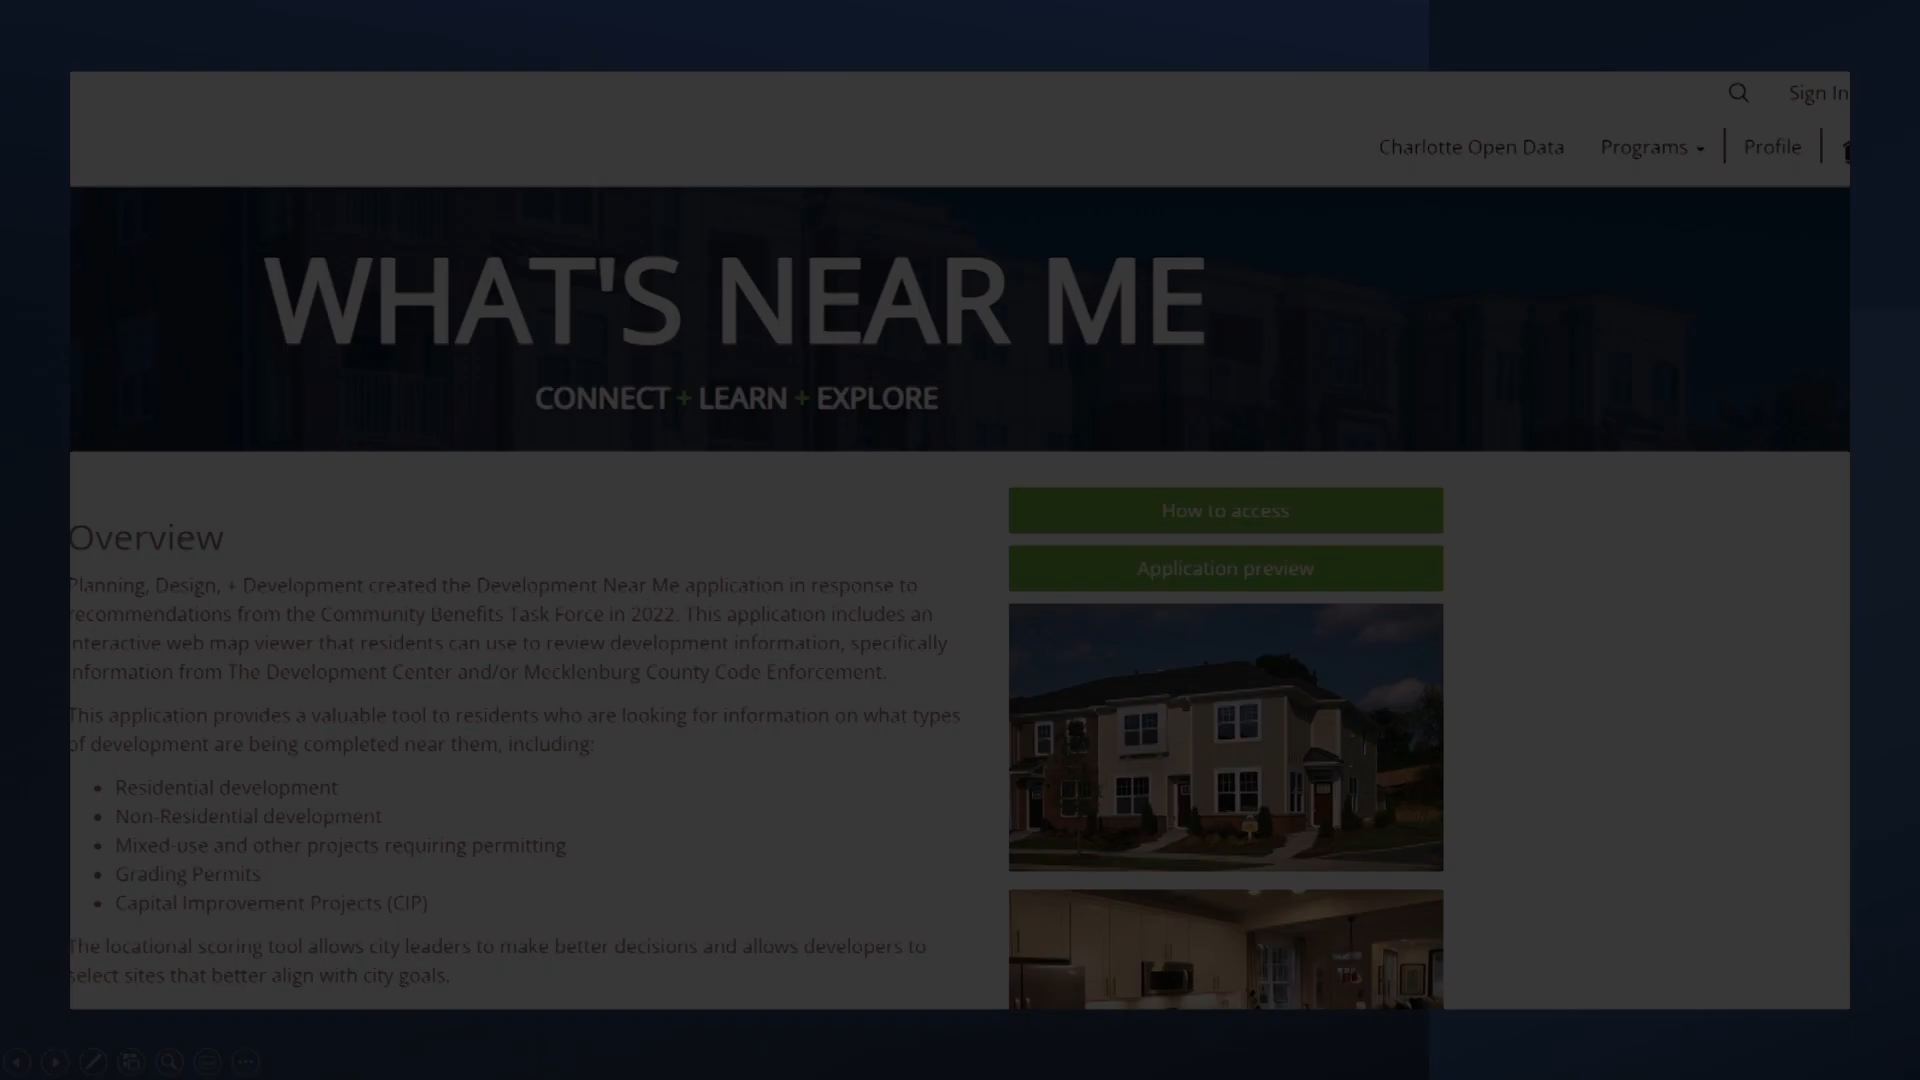 Sign In
Charlotte Open Data Programs Profile
WHAT'S NEAR ME
CONNECT + LEARN + EXPLORE
How to access
Application preview
Overview
Planning, Design, + Development created the Development Near Me application in response to
recommendations from the Community Benefits Task Force in 2022. This application includes an
interactive web map viewer that residents can use to review development information, specifically
information from The Development Center and/or Mecklenburg County Code Enforcement.
This application provides a valuable tool to residents who are looking for information on what types
of development are being completed near them, including:
• Residential development
• Non-Residential development
• Mixed-use and other projects requiring permitting
• Grading Permits
• Capital Improvement Projects (CIP)
The locational scoring tool allows city leaders to make better decisions and allows developers to
select sites that better align with city goals.